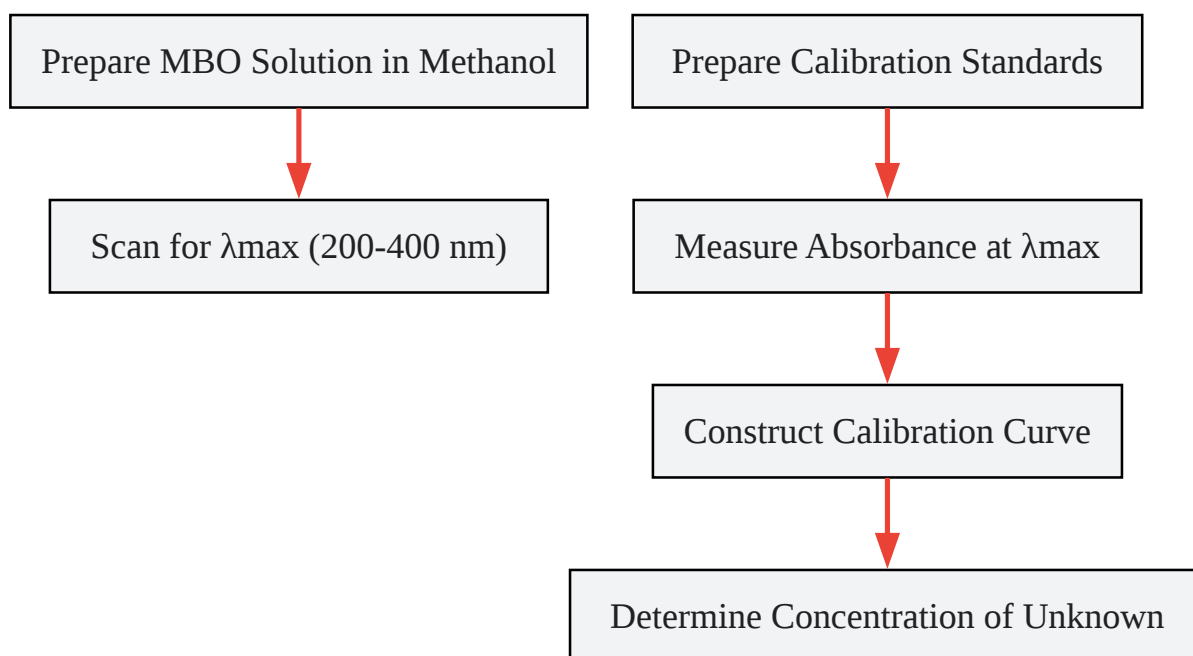 Prepare MBO Solution in Methanol
Scan for λmax (200-400 nm)
Prepare Calibration Standards
Measure Absorbance at λmax
Construct Calibration Curve
Determine Concentration of Unknown